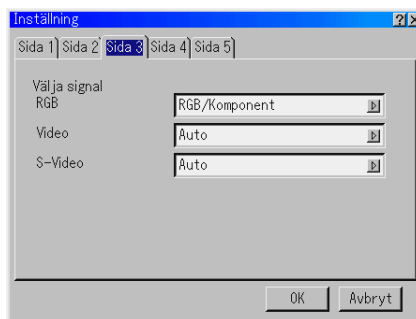 Inställning
Sida 1 Sida 2 Sida 3 Sida 4 Sida 5
Välja signal
RGB RGB/Komponent
Video Auto
S-Video Auto
OK Avbryt